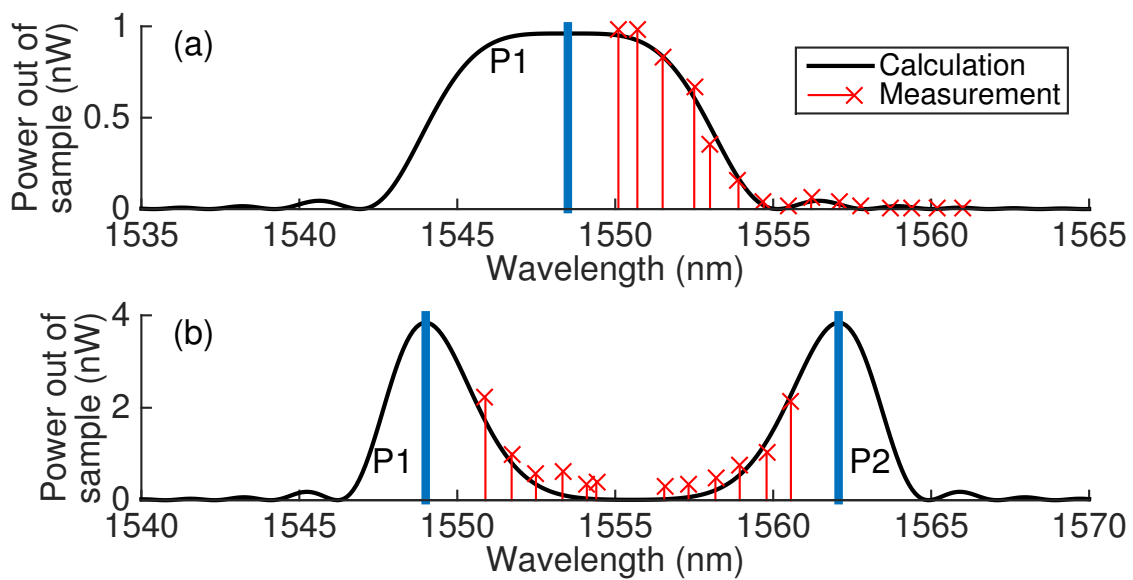 Power out of
sample (nW)
(a)
P1
1
0.5
0
Calculation
Measurement
1535 1540 1545 1550 1555 1560 1565
Wavelength (nm)
Power out of
sample (nW)
(b)
4
2
0
P1
P2
1540 1545 1550 1555 1560 1565 1570
Wavelength (nm)